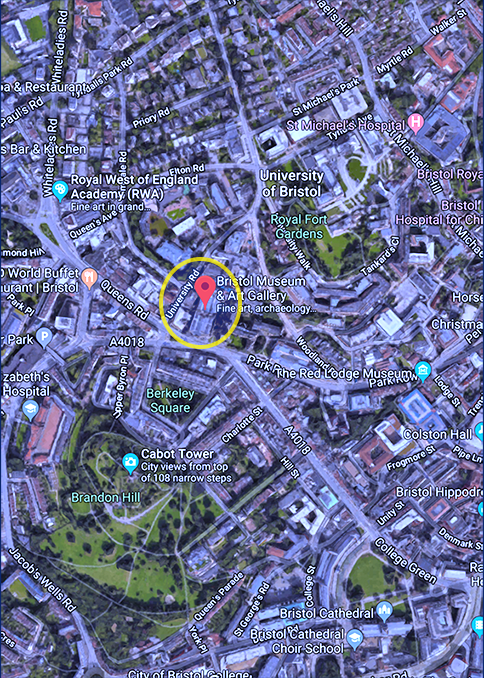 Whiteladies Rd
Walker St
Myrtle Rd
Tyndalls Park Rd
pa & Restaurant
Paul's Rd
St Michael's Park
Priory Rd
Tyndall Ave
St Michael's Hospital
St Michael's Hill
s Bar & Kitchen
Whiteladies Rd
Elton Rd
Royal West of England
Academy (RWA)
Fine art in grand...
University
of Bristol
Bristol Roya
Bristol
Hospital for Chi
Queen's Ave
Royal Fort
Gardens
Tankard's Cl
mond Hill
World Buffet
urant | Bristol
University Rd
Bristol Museum
& Art Gallery
Fine art, archaeology...
Queens Rd
Park Pl
Horse
Christma
Park
A4018
Woodland Rd
Park Row
The Red Lodge Museum
Lodge St
zabeth's
Hospital
Upper Byron Pl
Berkeley
Square
Charlotte St
A4018
Colston Hall
Pipe Ln
Frogmore St
Cabot Tower
City views from top
of 108 narrow steps
Hill St
Brandon Hill
Bristol Hippodr
Unity St
Denmark St
College Green
Jacob's Wells Rd
Queen's Parade
St George's Rd
College St
York Pl
Bristol Cathedral
Bristol Cathedral
Choir-School
City of Bristol College